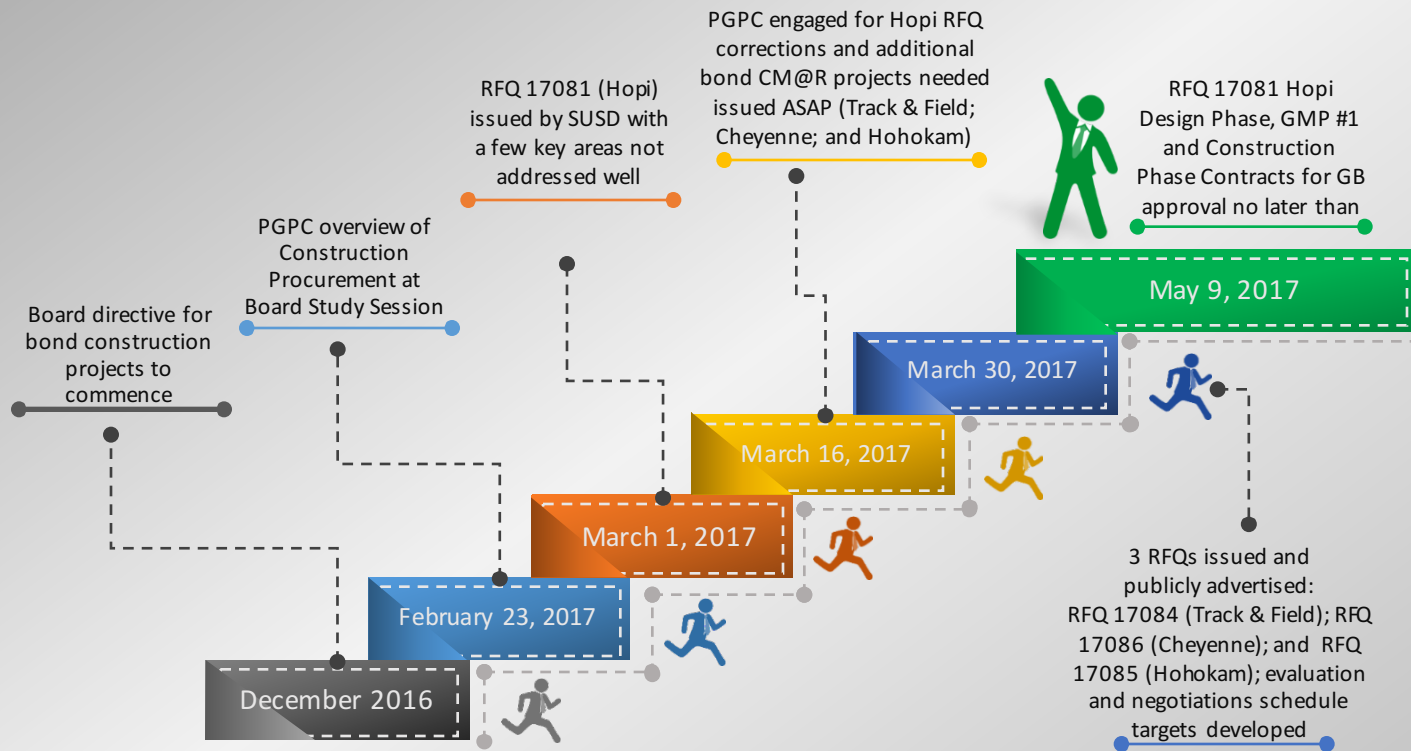 Board directive for
bond construction
projects to
commence
December 2016
PGPC overview of
Construction
Procurement at
Board Study Session
February 23, 2017
RFQ 17081 (Hopi)
issued by SUSD with
a few key areas not
addressed well
March 1, 2017
PGPC engaged for Hopi RFQ
corrections and additional
bond CM@R projects needed
issued ASAP (Track & Field;
Cheyenne; and Hohokam)
March 16, 2017
3 RFQs issued and
publicly advertised:
RFQ 17084 (Track & Field); RFQ
17086 (Cheyenne); and RFQ
17085 (Hohokam); evaluation
and negotiations schedule
targets developed
March 30, 2017
RFQ 17081 Hopi
Design Phase, GMP #1
and Construction
Phase Contracts for GB
approval no later than
May 9, 2017